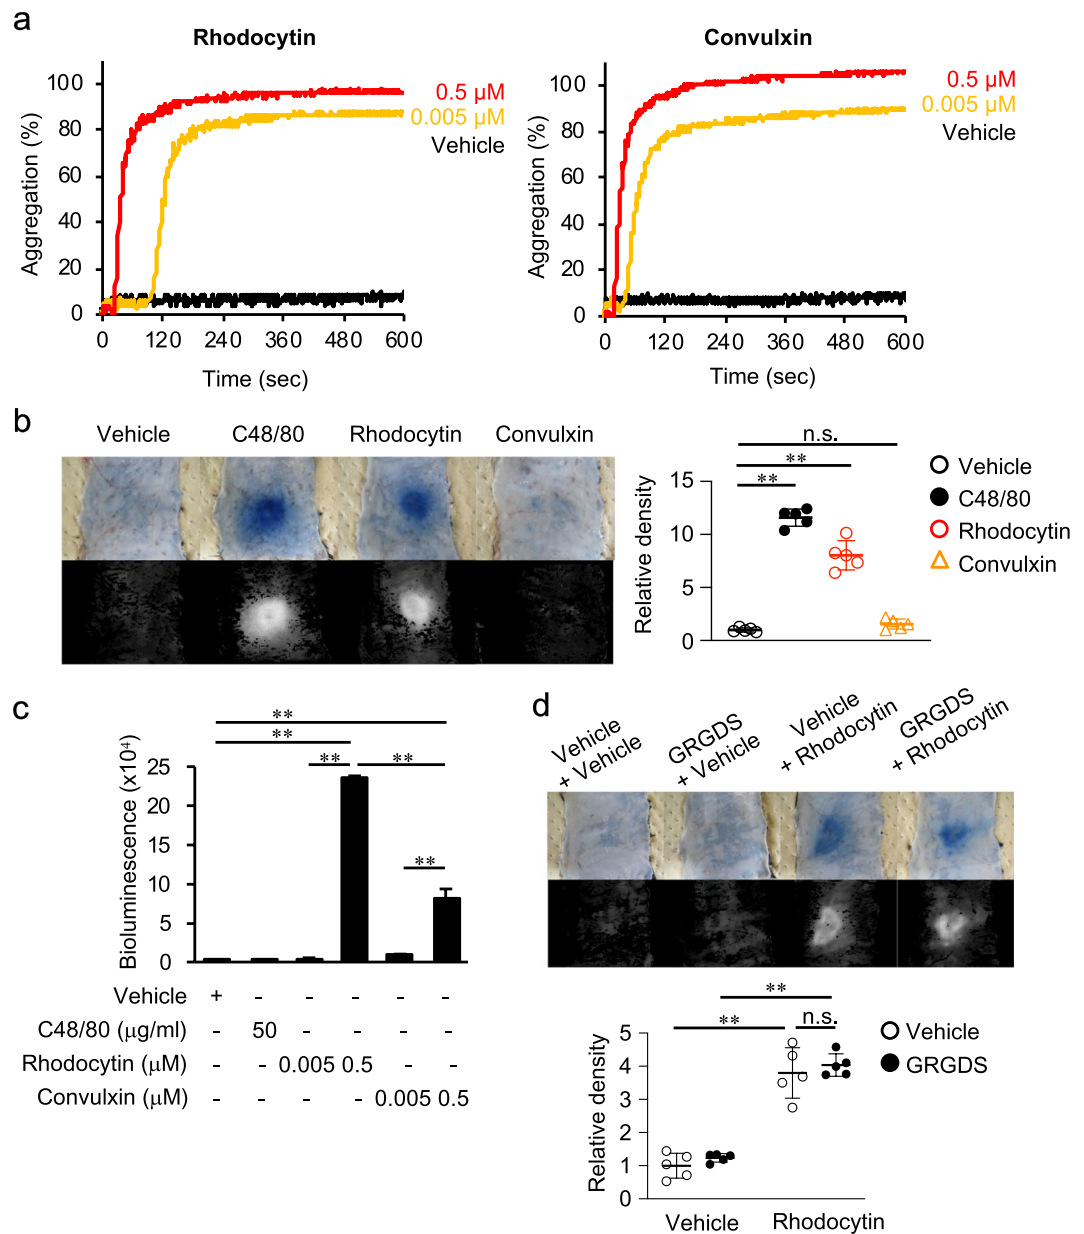 a
Rhodocytin
100
80
60
40
20
0
Aggregation (%)
0 120 240 360 480 600
Time (sec)
0.5 μM
0.005 μM
Vehicle
Convulxin
100
80
60
40
20
0
Aggregation (%)
0 120 240 360 480 600
Time (sec)
0.5 μM
0.005 μM
Vehicle
b
Vehicle C48/80 Rhodocytin Convulxin
n.s.
**
**
15
10
5
0
Relative density
Vehicle
C48/80
Rhodocytin
Convulxin
c
**
**
** **
**
25
20
15
10
5
0
Bioluminescence (x10⁴)
Vehicle + - - - - -
C48/80 (μg/ml) - 50 - - - -
Rhodocytin (μM) - - 0.005 0.5 - -
Convulxin (μM) - - - - 0.005 0.5
d
Vehicle
+ Vehicle
GRGDS
+ Vehicle
Vehicle
+ Rhodocytin
GRGDS
+ Rhodocytin
**
**
n.s.
5
4
3
2
1
0
Relative density
Vehicle Rhodocytin
Vehicle
GRGDS